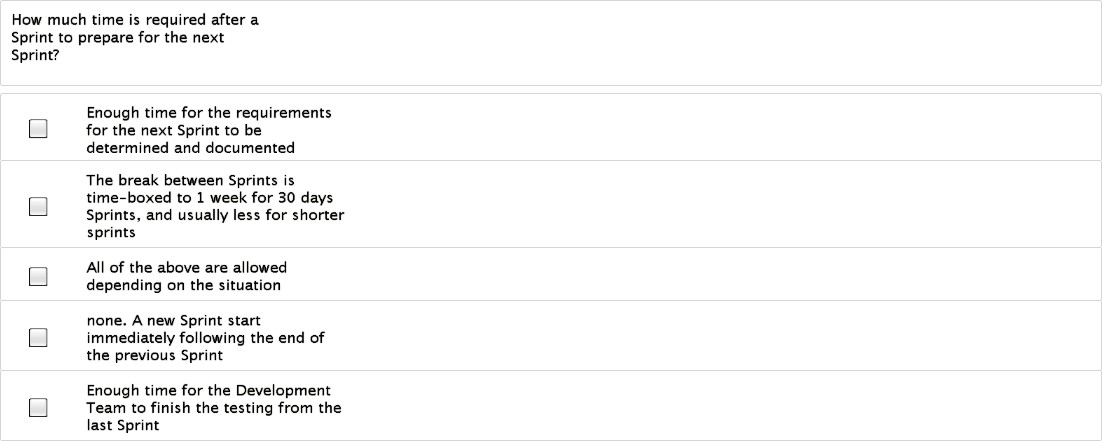 How much time is required after a
Sprint to prepare for the next
Sprint?
Enough time for the requirements
for the next Sprint to be
determined and documented
The break between Sprints is
time-boxed to 1 week for 30 days
Sprints, and usually less for shorter
sprints
All of the above are allowed
depending on the situation
none. A new Sprint start
immediately following the end of
the previous Sprint
Enough time for the Development
Team to finish the testing from the
last Sprint